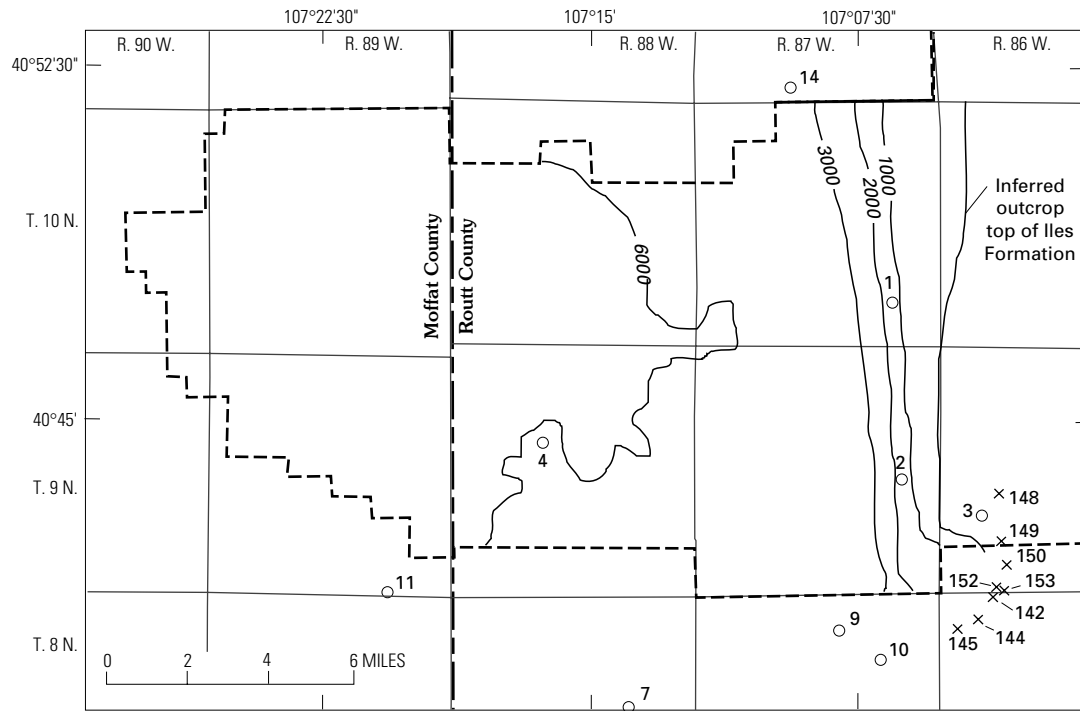 107°22'30" 107°15' 107°07'30"
R. 90 W. R. 89 W. R. 88 W. R. 87 W. R. 86 W.
40°52'30"
14
3000 2000 1000
Inferred
outcrop
top of Iles
Formation
T. 10 N.
Moffat County
Routt County
6000
1
40°45'
4
2
T. 9 N.
148
3
149
150
152 153
11
142
9
144
145
T. 8 N.
10
0 2 4 6 MILES
7